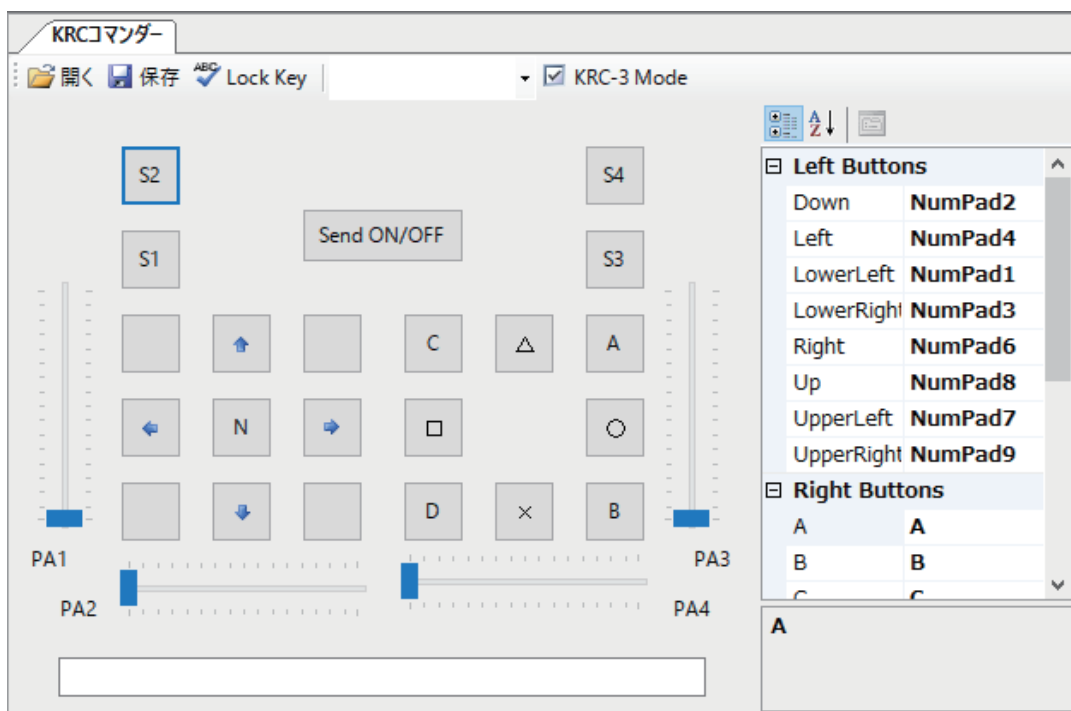 KRCコマンダー
開く 保存 ABC Lock Key KRC-3 Mode
A Z
S2 S4
Send ON/OFF
S1 S3
C △ A
N □ ○
D × B
PA1 PA3
PA2 PA4
Left Buttons
Down NumPad2
Left NumPad4
LowerLeft NumPad1
LowerRight NumPad3
Right NumPad6
Up NumPad8
UpperLeft NumPad7
UpperRight NumPad9
Right Buttons
A A
B B
C C
A